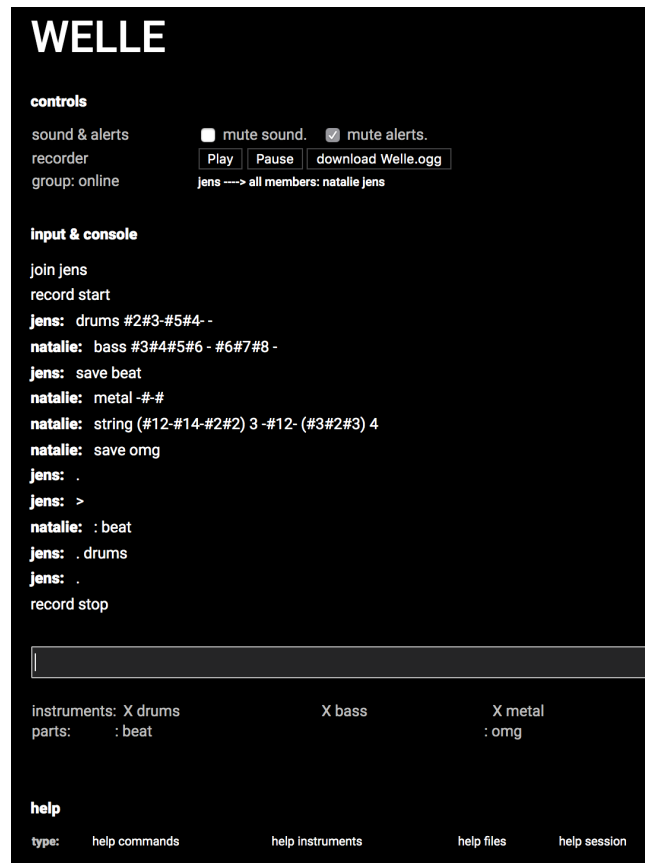 WELLE
controls
sound & alerts mute sound. mute alerts.
recorder Play Pause download Welle.ogg
group: online jens ----> all members: natalie jens
input & console
join jens
record start
jens: drums #2#3-#5#4- -
natalie: bass #3#4#5#6 - #6#7#8 -
jens: save beat
natalie: metal -#-#
natalie: string (#12-#14-#2#2) 3 -#12- (#3#2#3) 4
natalie: save omg
jens: .
jens: >
natalie: : beat
jens: . drums
jens: .
record stop
instruments: X drums X bass X metal
parts: : beat : omg
help
type: help commands help instruments help files help session